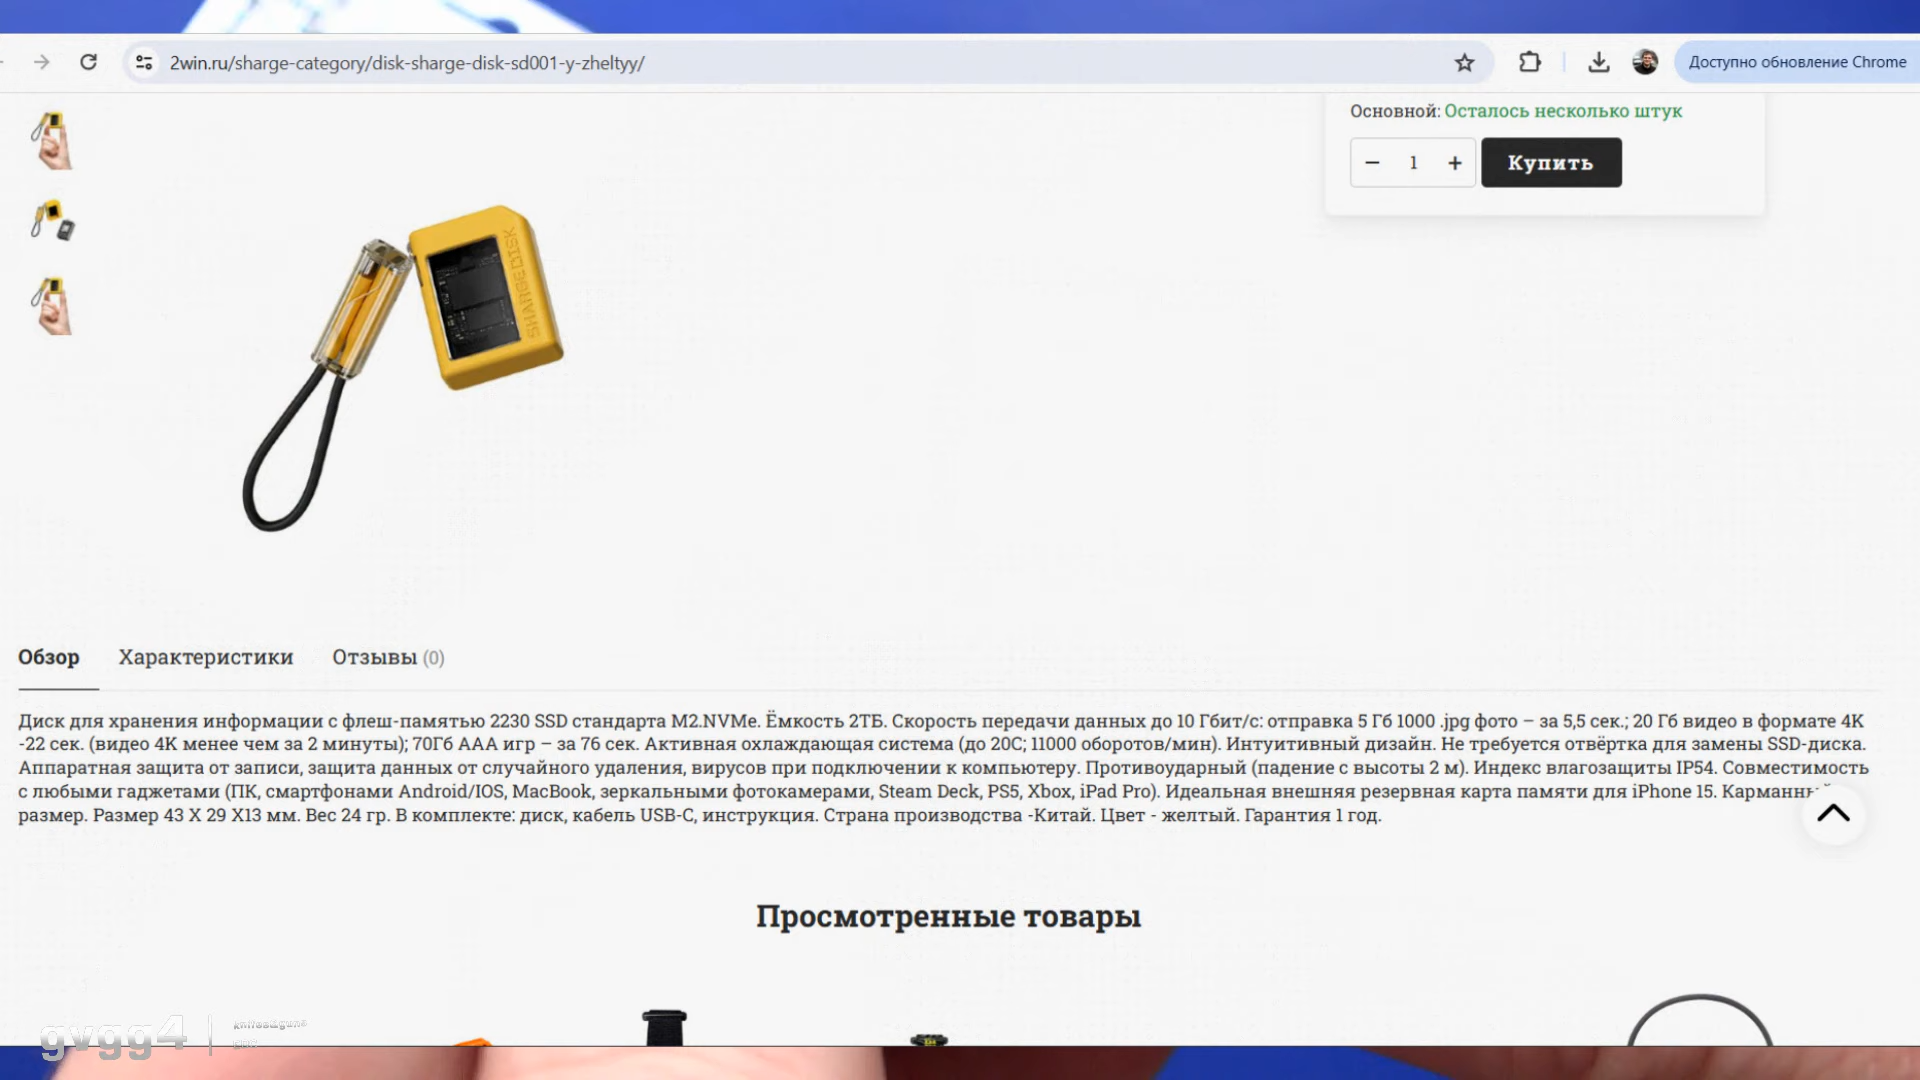 2win.ru/sharge-category/disk-sharge-disk-sd001-y-zheltyy/
Доступно обновление Chrome
Основной: Осталось несколько штук
1
Купить
SHARGE DISK
Обзор
Характеристики
Отзывы (0)
Диск для хранения информации с флеш-памятью 2230 SSD стандарта M2.NVMe. Ёмкость 2ТБ. Скорость передачи данных до 10 Гбит/с: отправка 5 Гб 1000 .jpg фото – за 5,5 сек.; 20 Гб видео в формате 4K
-22 сек. (видео 4K менее чем за 2 минуты); 70Гб AAA игр – за 76 сек. Активная охлаждающая система (до 20С; 11000 оборотов/мин). Интуитивный дизайн. Не требуется отвёртка для замены SSD-диска.
Аппаратная защита от записи, защита данных от случайного удаления, вирусов при подключении к компьютеру. Противоударный (падение с высоты 2 м). Индекс влагозащиты IP54. Совместимость
с любыми гаджетами (ПК, смартфонами Android/IOS, MacBook, зеркальными фотокамерами, Steam Deck, PS5, Xbox, iPad Pro). Идеальная внешняя резервная карта памяти для iPhone 15.
размер. Размер 43 X 29 X13 мм. Вес 24 гр. В комплекте: диск, кабель USB-C, инструкция. Страна производства -Китай. Цвет - желтый. Гарантия 1 год.
Просмотренные товары
gvgg4